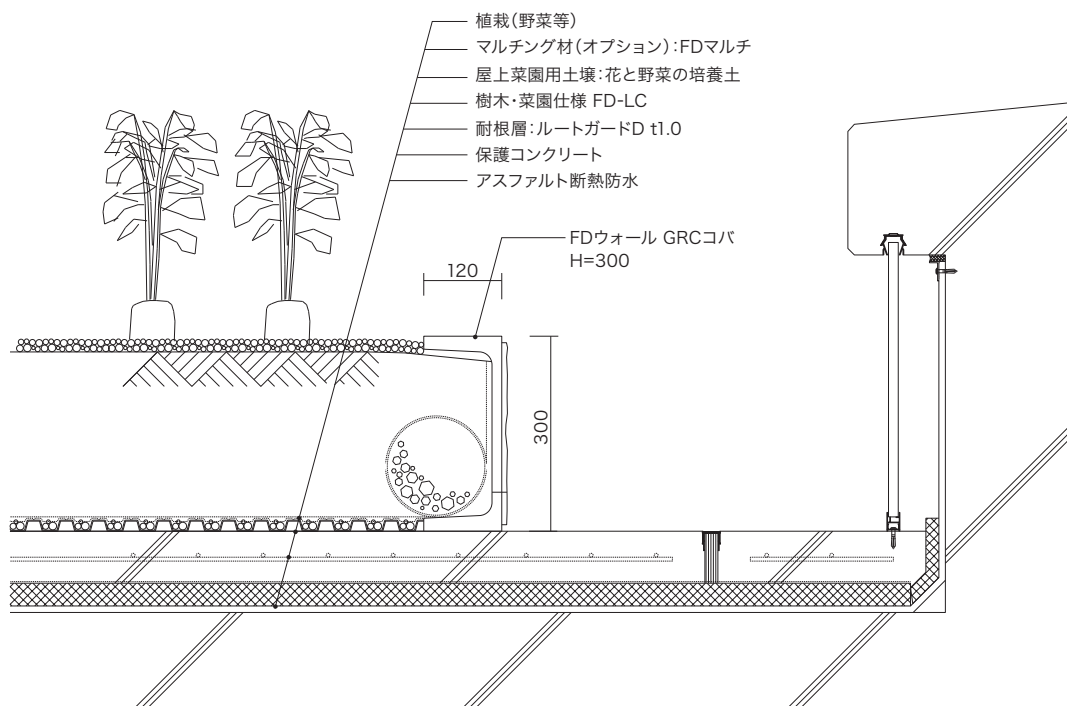 植栽(野菜等)
マルチング材(オプション):FDマルチ
屋上菜園用土壌:花と野菜の培養土
樹木・菜園仕様 FD-LC
耐根層:ルートガードD t1.0
保護コンクリート
アスファルト断熱防水
FDウォール GRCコバ
H=300
120
300